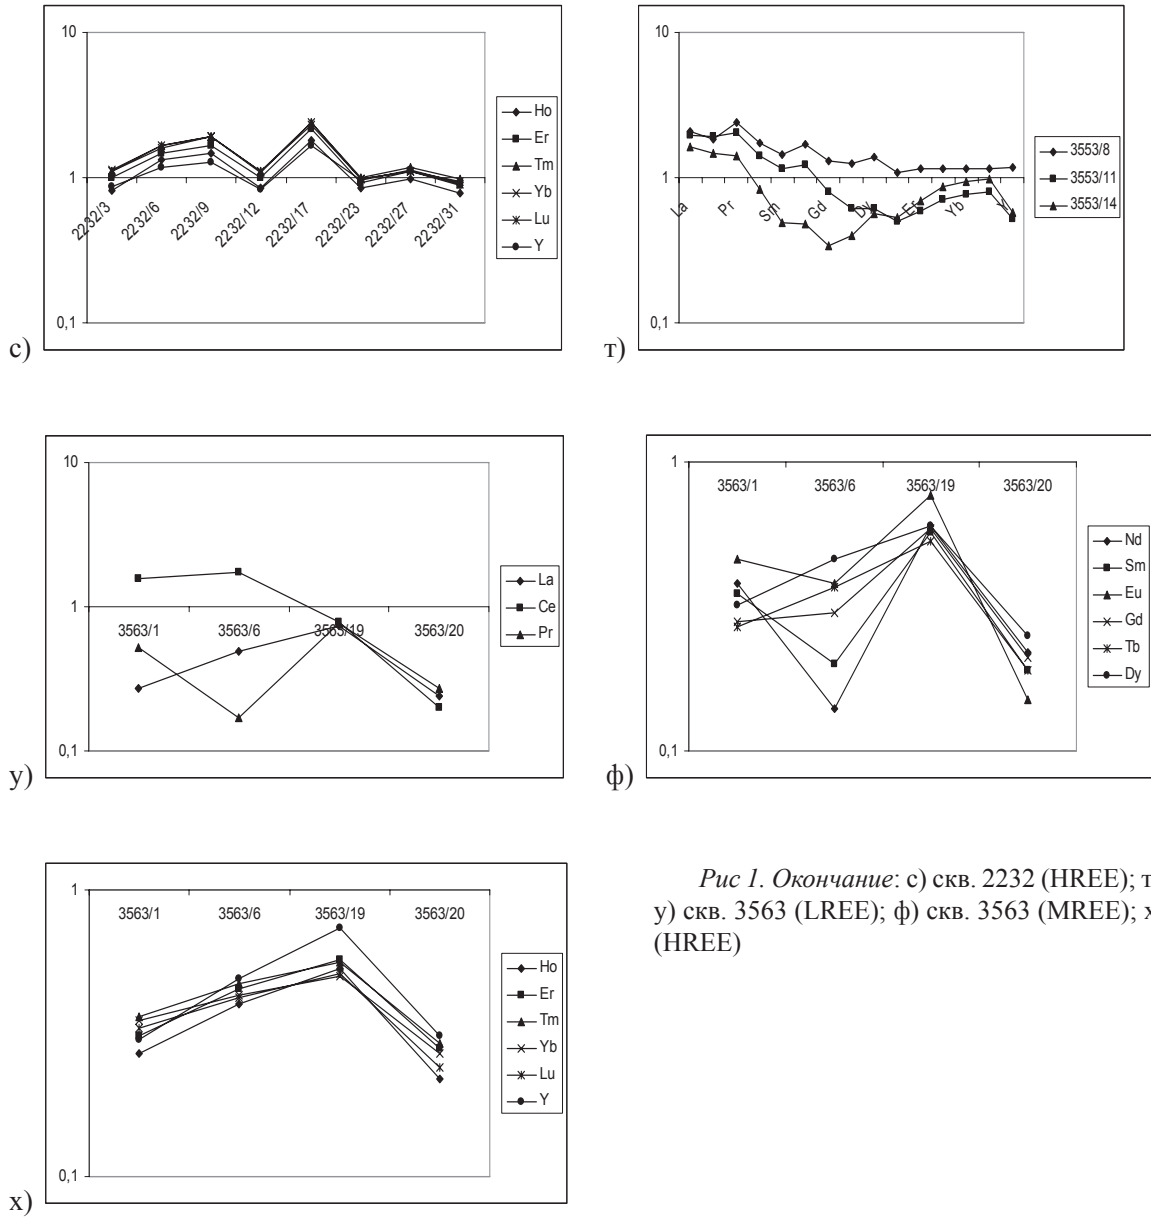 10
1
0,1
2232/3
2232/6
2232/9
2232/12
2232/17
2232/23
2232/27
2232/31
Ho
Er
Tm
Yb
Lu
Y
с)
10
1
0,1
La
Pr
Sm
Gd
Dy
Er
Yb
Y
3553/8
3553/11
3553/14
т)
10
1
0,1
3563/1
3563/6
3563/19
3563/20
La
Ce
Pr
у)
1
0,1
3563/1
3563/6
3563/19
3563/20
Nd
Sm
Eu
Gd
Tb
Dy
ф)
1
0,1
3563/1
3563/6
3563/19
3563/20
Ho
Er
Tm
Yb
Lu
Y
х)
Рис 1. Окончание: с) скв. 2232 (HREE); т
у) скв. 3563 (LREE); ф) скв. 3563 (MREE); х
(HREE)